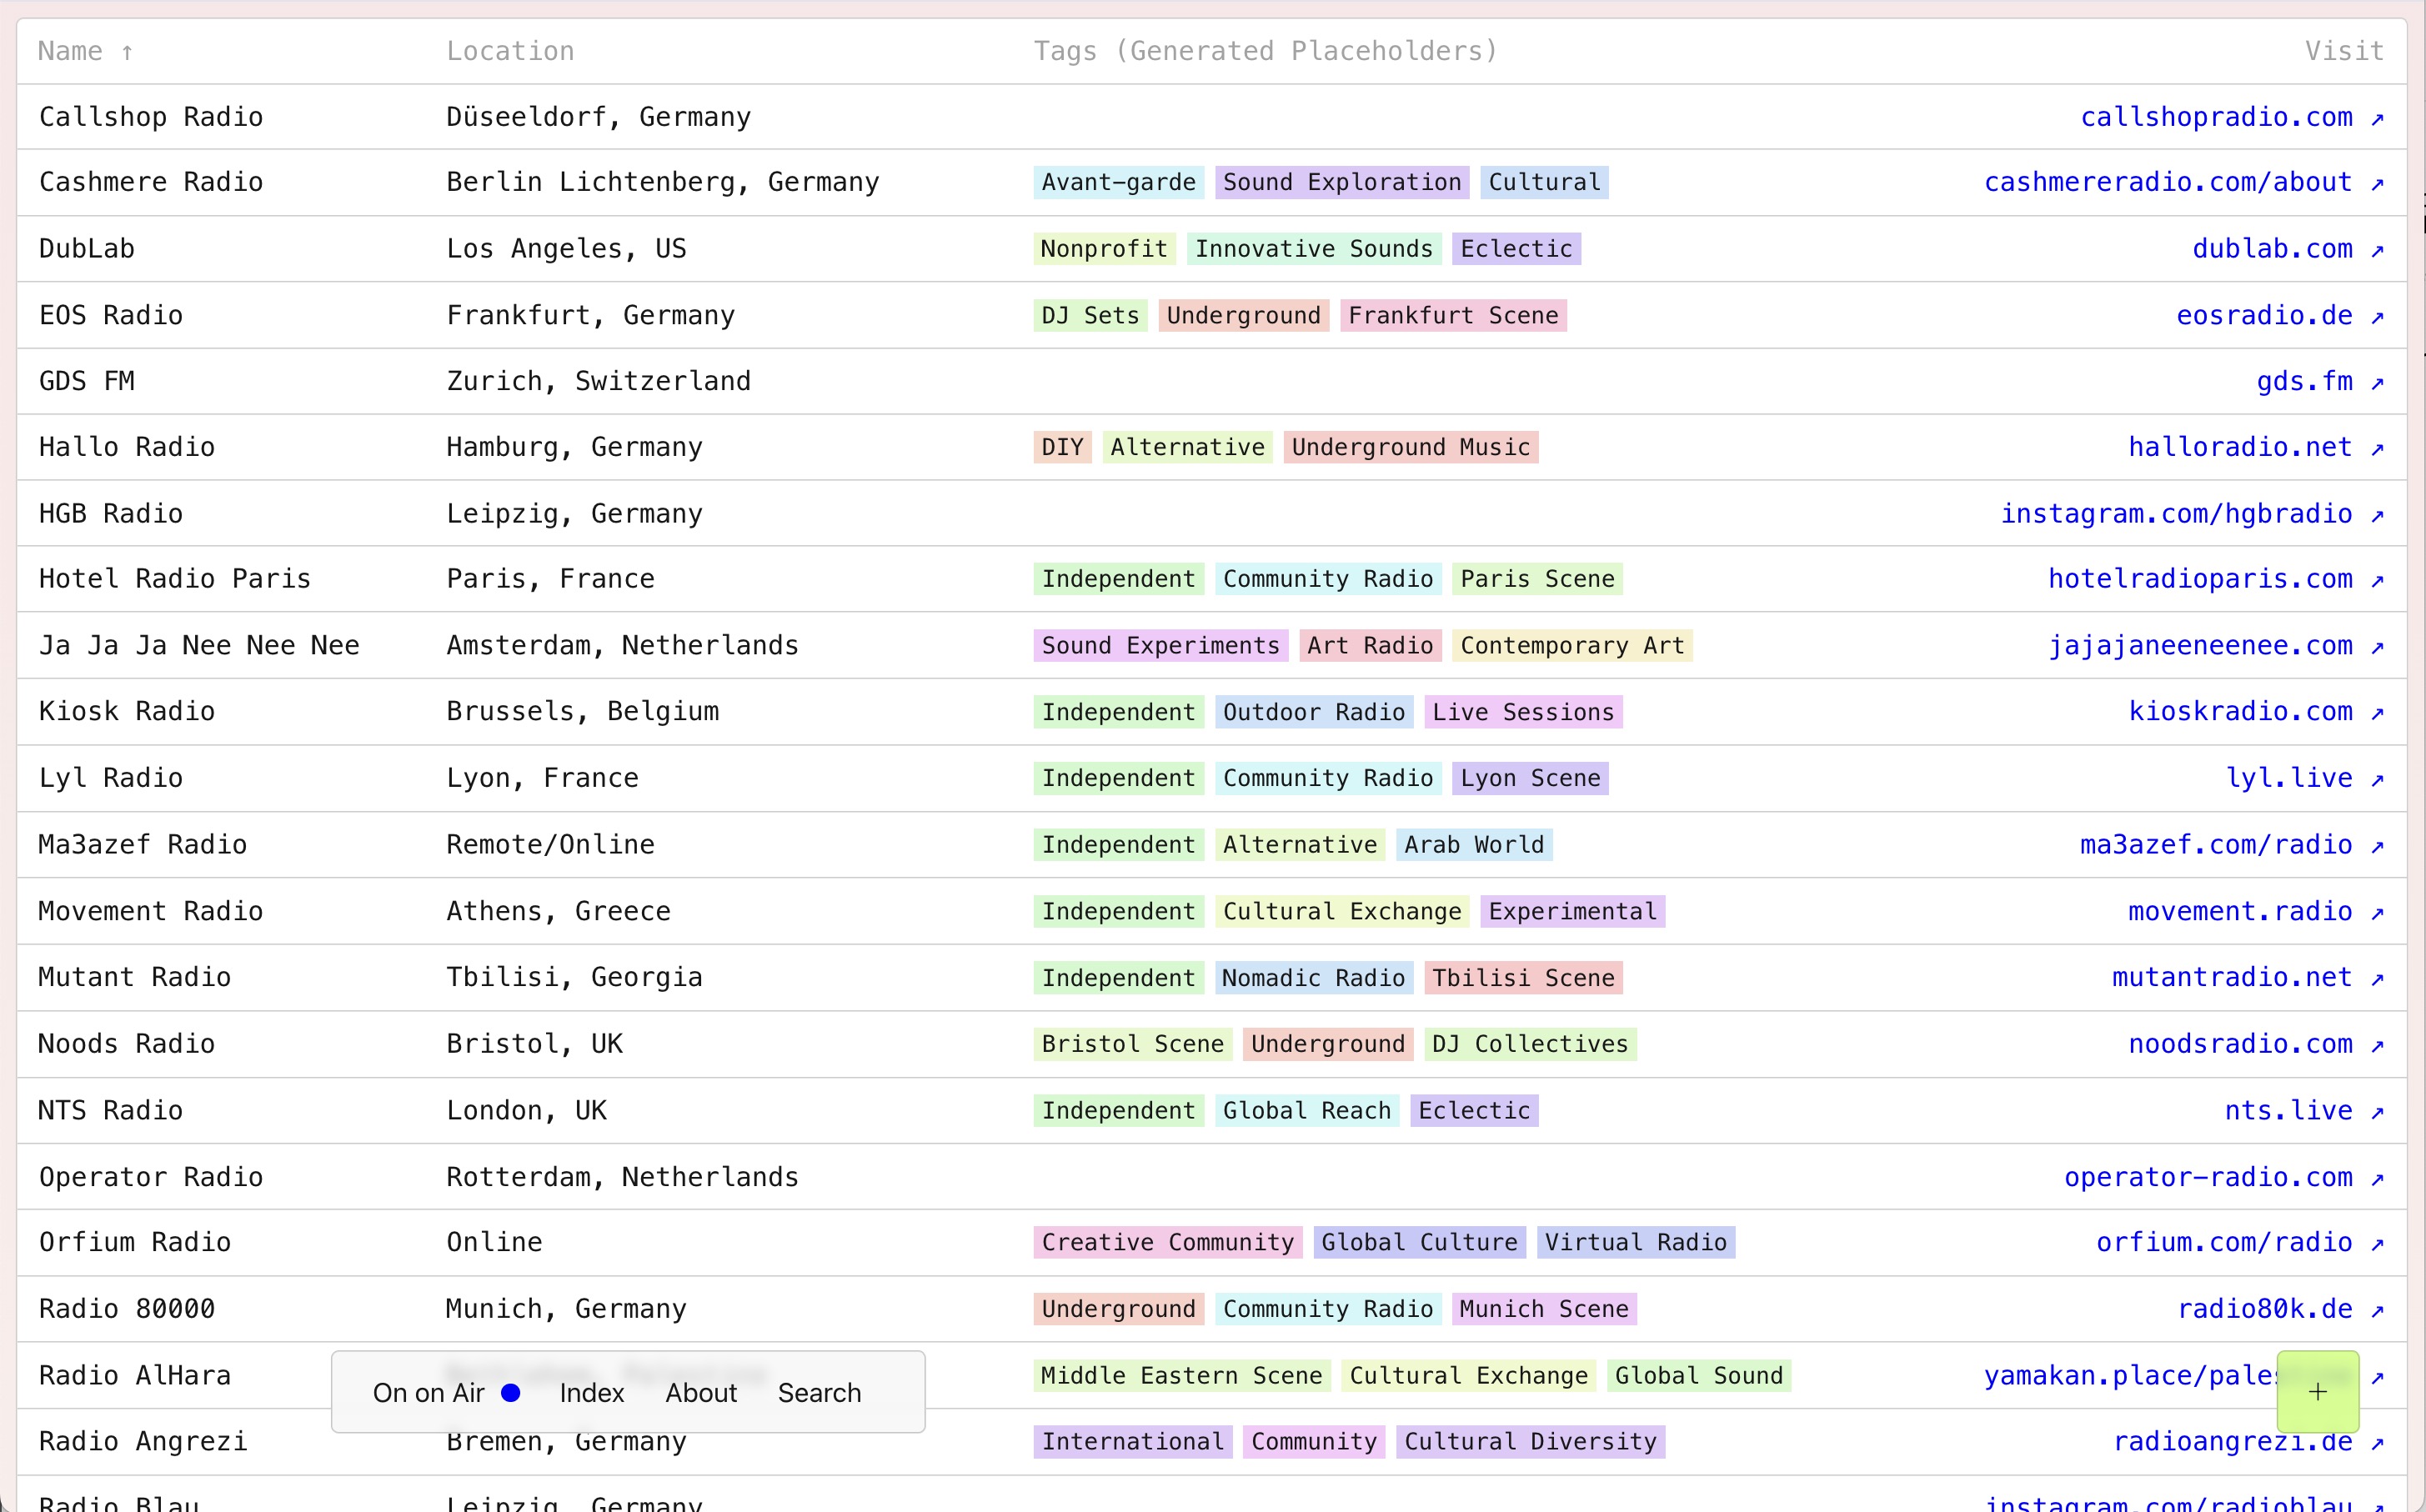 Name ↑ Location Tags (Generated Placeholders) Visit
Callshop Radio Düseeldorf, Germany callshopradio.com ↗
Cashmere Radio Berlin Lichtenberg, Germany Avant-garde Sound Exploration Cultural cashmereradio.com/about ↗
DubLab Los Angeles, US Nonprofit Innovative Sounds Eclectic dublab.com ↗
EOS Radio Frankfurt, Germany DJ Sets Underground Frankfurt Scene eosradio.de ↗
GDS FM Zurich, Switzerland gds.fm ↗
Hallo Radio Hamburg, Germany DIY Alternative Underground Music halloradio.net ↗
HGB Radio Leipzig, Germany instagram.com/hgbradio ↗
Hotel Radio Paris Paris, France Independent Community Radio Paris Scene hotelradioparis.com ↗
Ja Ja Ja Nee Nee Nee Amsterdam, Netherlands Sound Experiments Art Radio Contemporary Art jajajaneeneenee.com ↗
Kiosk Radio Brussels, Belgium Independent Outdoor Radio Live Sessions kioskradio.com ↗
Lyl Radio Lyon, France Independent Community Radio Lyon Scene lyl.live ↗
Ma3azef Radio Remote/Online Independent Alternative Arab World ma3azef.com/radio ↗
Movement Radio Athens, Greece Independent Cultural Exchange Experimental movement.radio ↗
Mutant Radio Tbilisi, Georgia Independent Nomadic Radio Tbilisi Scene mutantradio.net ↗
Noods Radio Bristol, UK Bristol Scene Underground DJ Collectives noodsradio.com ↗
NTS Radio London, UK Independent Global Reach Eclectic nts.live ↗
Operator Radio Rotterdam, Netherlands operator-radio.com ↗
Orfium Radio Online Creative Community Global Culture Virtual Radio orfium.com/radio ↗
Radio 80000 Munich, Germany Underground Community Radio Munich Scene radio80k.de ↗
Radio AlHara Middle Eastern Scene Cultural Exchange Global Sound yamakan.place/pale ↗
On on Air Index About Search +
Radio Angrezi Bremen, Germany International Community Cultural Diversity radioangrezi.de ↗
Radio Blau Leipzig, Germany instagram.com/radioblau ↗